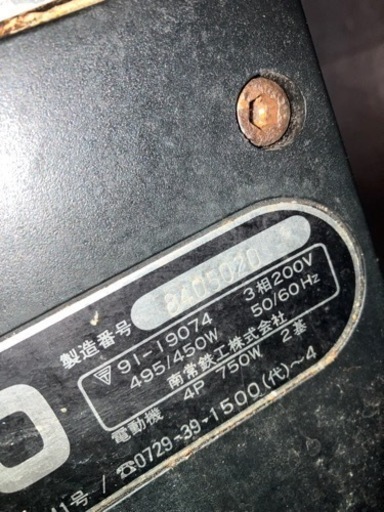 製造番号 8405020
▽ 91-19074 3相200V
495/450W 50/60Hz
南常鉄工株式会社
電動機 4P 750W 2基
号 / ☎0729-39-1500(代)~4